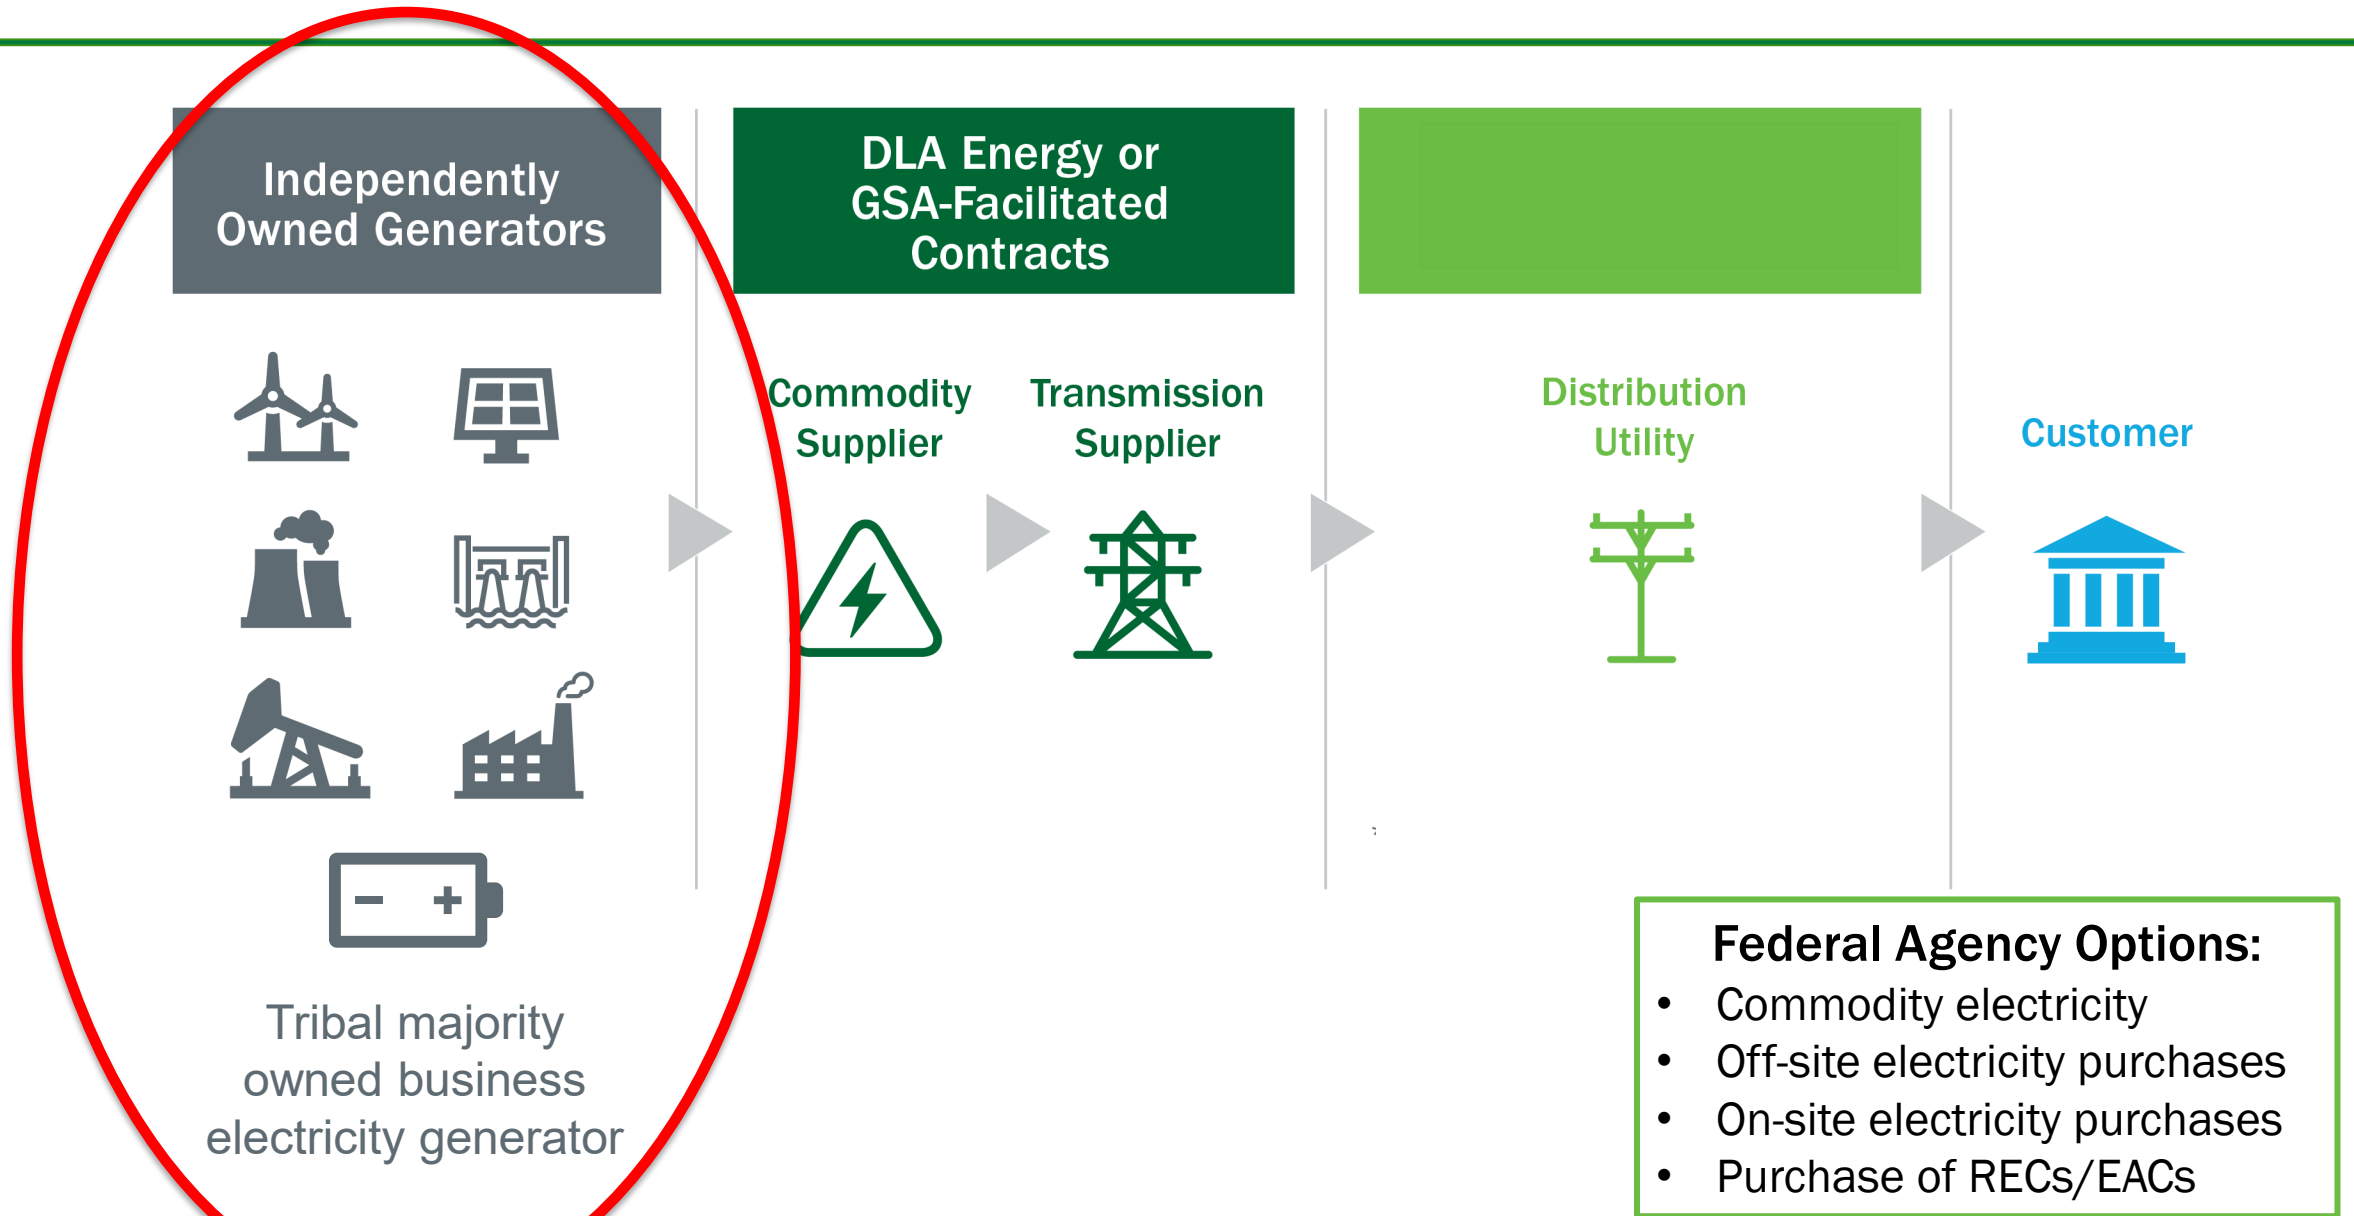 Independently
Owned Generators
DLA Energy or
GSA-Facilitated
Contracts
Commodity
Supplier
Transmission
Supplier
Distribution
Utility
Customer
Tribal majority
owned business
electricity generator
Federal Agency Options:
• Commodity electricity
• Off-site electricity purchases
• On-site electricity purchases
• Purchase of RECs/EACs